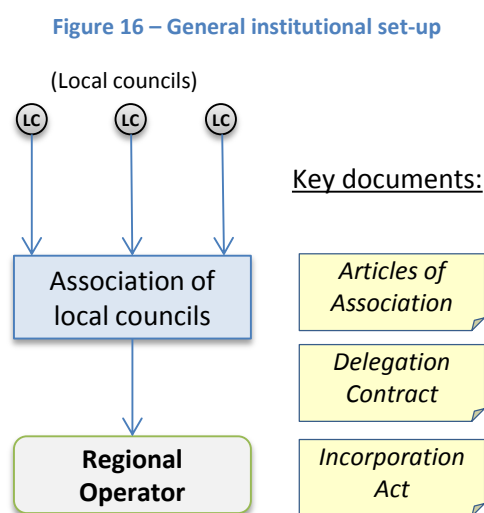 Figure 16 – General institutional set-up
(Local councils)
LC LC LC
Key documents:
Association of
local councils
Articles of
Association
Delegation
Contract
Regional
Operator
Incorporation
Act